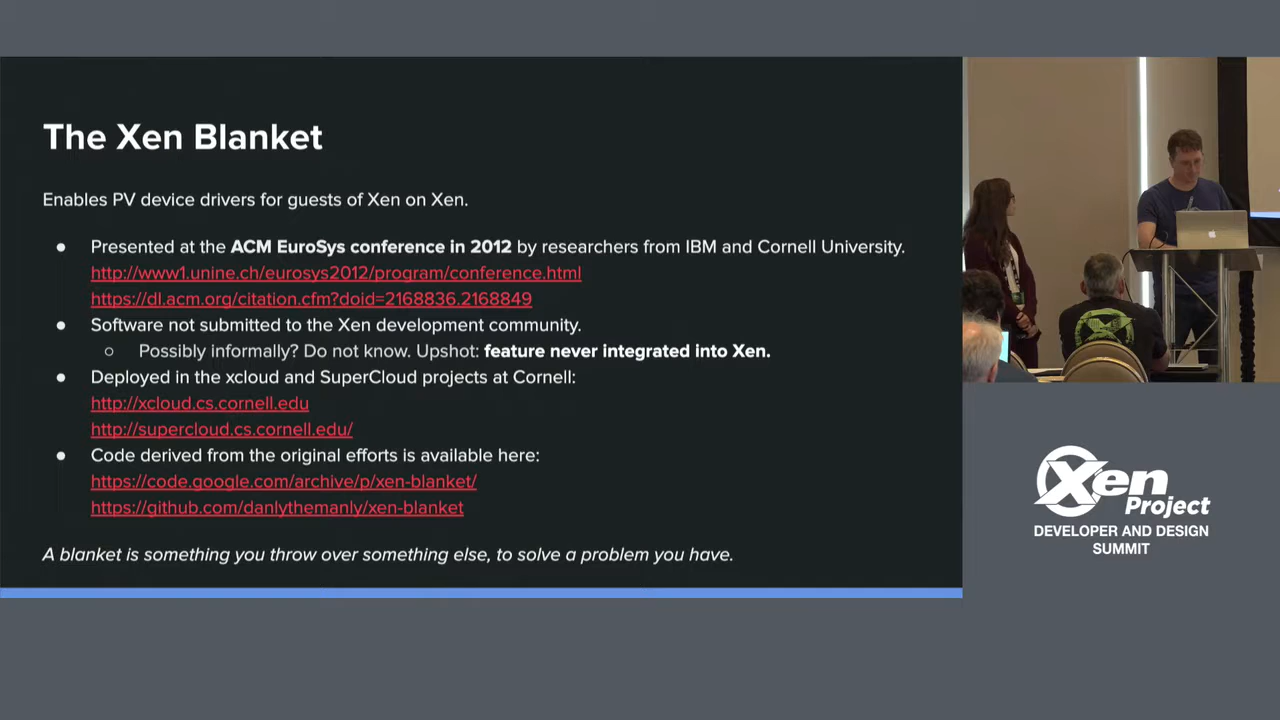 The Xen Blanket
Enables PV device drivers for guests of Xen on Xen.
● Presented at the ACM EuroSys conference in 2012 by researchers from IBM and Cornell University.
http://www1.unine.ch/eurosys2012/program/conference.html
https://dl.acm.org/citation.cfm?doid=2168836.2168849
● Software not submitted to the Xen development community.
○ Possibly informally? Do not know. Upshot: feature never integrated into Xen.
● Deployed in the xcloud and SuperCloud projects at Cornell:
http://xcloud.cs.cornell.edu
http://supercloud.cs.cornell.edu/
● Code derived from the original efforts is available here:
https://code.google.com/archive/p/xen-blanket/
https://github.com/danlythemanly/xen-blanket
A blanket is something you throw over something else, to solve a problem you have.
Xen
Project
DEVELOPER AND DESIGN
SUMMIT